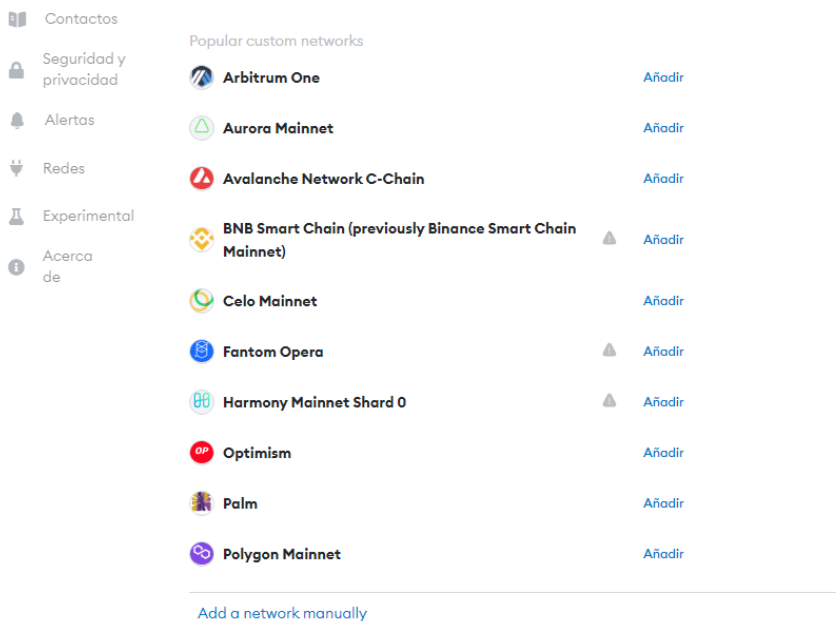 Contactos
Seguridad y
privacidad
Alertas
Redes
Experimental
Acerca
de
Popular custom networks
Arbitrum One Añadir
Aurora Mainnet Añadir
Avalanche Network C-Chain Añadir
BNB Smart Chain (previously Binance Smart Chain
Mainnet) Añadir
Celo Mainnet Añadir
Fantom Opera Añadir
Harmony Mainnet Shard 0 Añadir
OP Optimism Añadir
Palm Añadir
Polygon Mainnet Añadir
Add a network manually